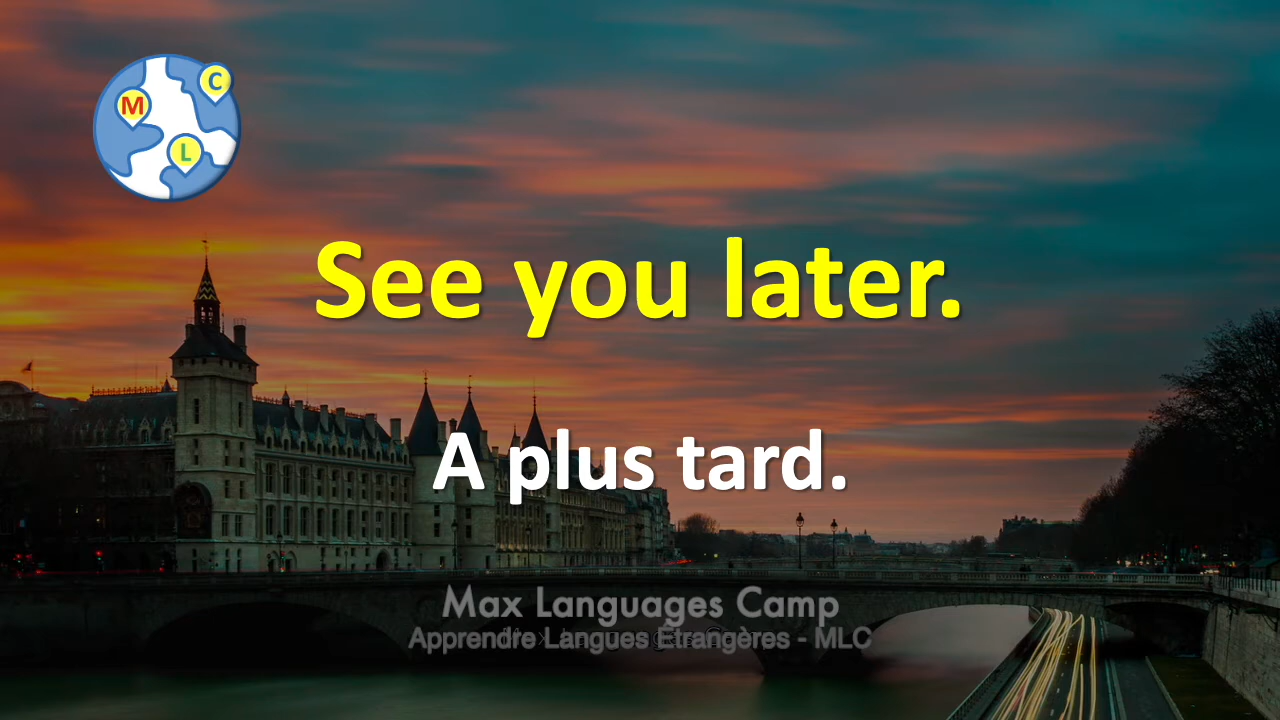 M
C
L
See you later.
A plus tard.
Max Languages Camp
Apprendre Langues Étrangères - MLC